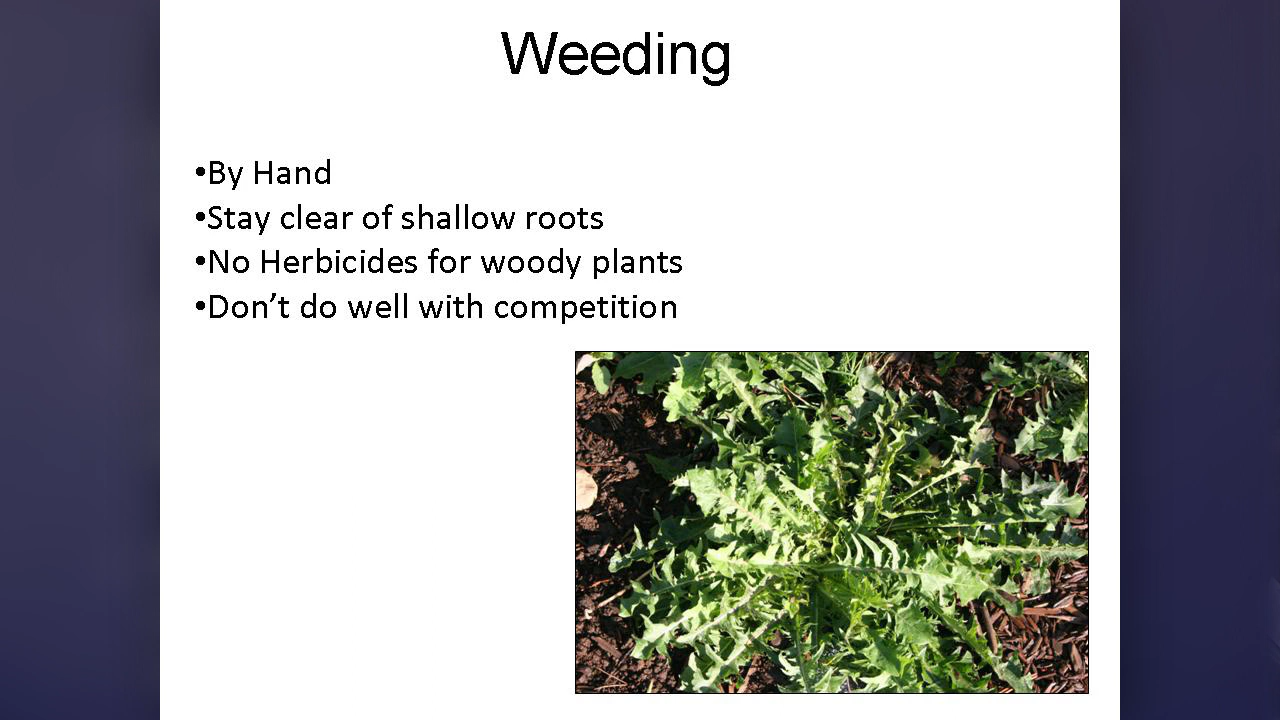 Weeding
•By Hand
•Stay clear of shallow roots
•No Herbicides for woody plants
•Don’t do well with competition